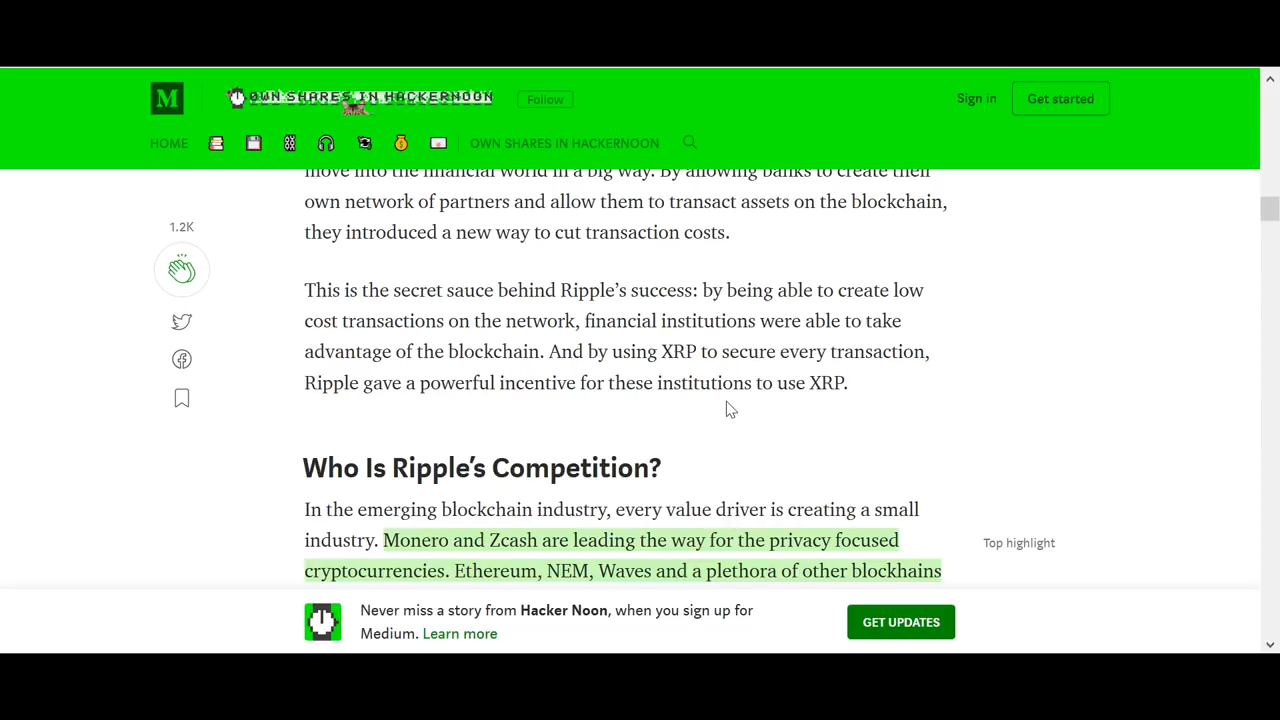 M
OWN SHARES IN HACKERNOON
Follow
Sign in
Get started
HOME
OWN SHARES IN HACKERNOON
move into the financial world in a big way. By allowing banks to create their
own network of partners and allow them to transact assets on the blockchain,
they introduced a new way to cut transaction costs.
1.2K
This is the secret sauce behind Ripple's success: by being able to create low
cost transactions on the network, financial institutions were able to take
advantage of the blockchain. And by using XRP to secure every transaction,
Ripple gave a powerful incentive for these institutions to use XRP.
Who Is Ripple's Competition?
In the emerging blockchain industry, every value driver is creating a small
industry. Monero and Zcash are leading the way for the privacy focused
cryptocurrencies. Ethereum, NEM, Waves and a plethora of other blockhains
Top highlight
Never miss a story from Hacker Noon, when you sign up for
Medium. Learn more
GET UPDATES